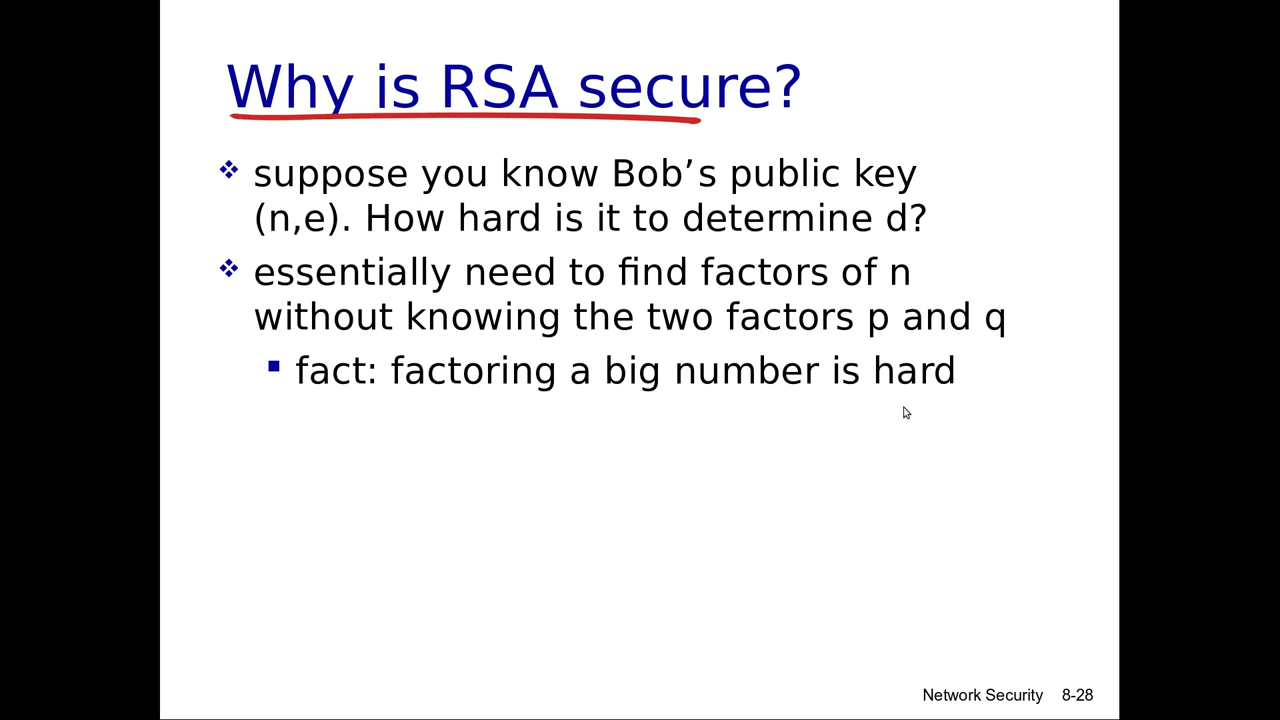 Why is RSA secure?
suppose you know Bob’s public key
(n,e). How hard is it to determine d?
essentially need to find factors of n
without knowing the two factors p and q
fact: factoring a big number is hard
Network Security 8-28